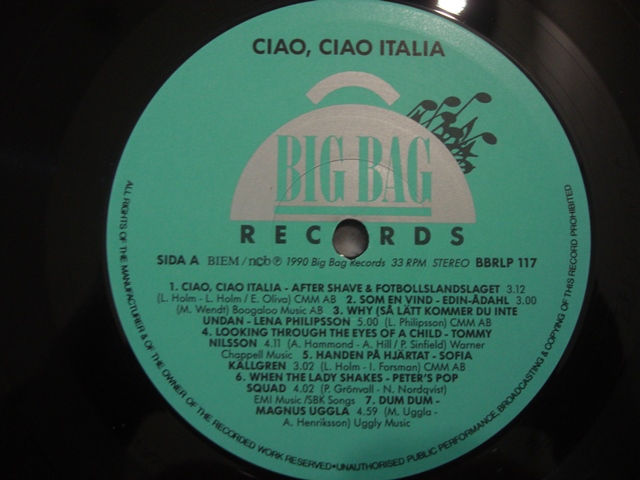 CIAO, CIAO ITALIA
BIG BAG
RECORDS
SIDE A BIEM / ncb ℗ 1990 Big Bag Records 33 RPM STEREO BBRLP 117
1. CIAO, CIAO ITALIA - AFTER SHAVE & FOTBOLLSLANDSLAGET 3.12
(L. Holm - L. Holm / E. Oliva) CMM AB 2. SOM EN VIND - EDIN-ÅDAHL 3.00
(M. Wendt) Boogaloo Music AB 3. WHY (SÅ LÄTT KOMMER DU INTE
UNDAN - LENA PHILIPSSON 5.00 (L. Philipsson) CMM AB
4. LOOKING THROUGH THE EYES OF A CHILD - TOMMY
NILSSON 4.11 (A. Hammond - A. Hill / P. Sinfield) Warner
Chappell Music 5. HANDEN PÅ HJÄRTAT - SOFIA
KÄLLGREN 3.02 (L. Holm - I. Forsman) CMM AB
6. WHEN THE LADY SHAKES - PETER'S POP
SQUAD 4.02 (P. Grönvall - N. Nordqvist)
EMI Music /SBK Songs 7. DUM DUM -
MAGNUS UGGLA 4.59 (M. Uggla -
A. Henriksson) Uggly Music
ALL RIGHTS OF THE MANUFACTURER & OF THE OWNER OF THE RECORDED WORK RESERVED•UNAUTHORISED PUBLIC PERFORMANCE, BROADCASTING & COPYING OF THIS RECORD PROHIBITED